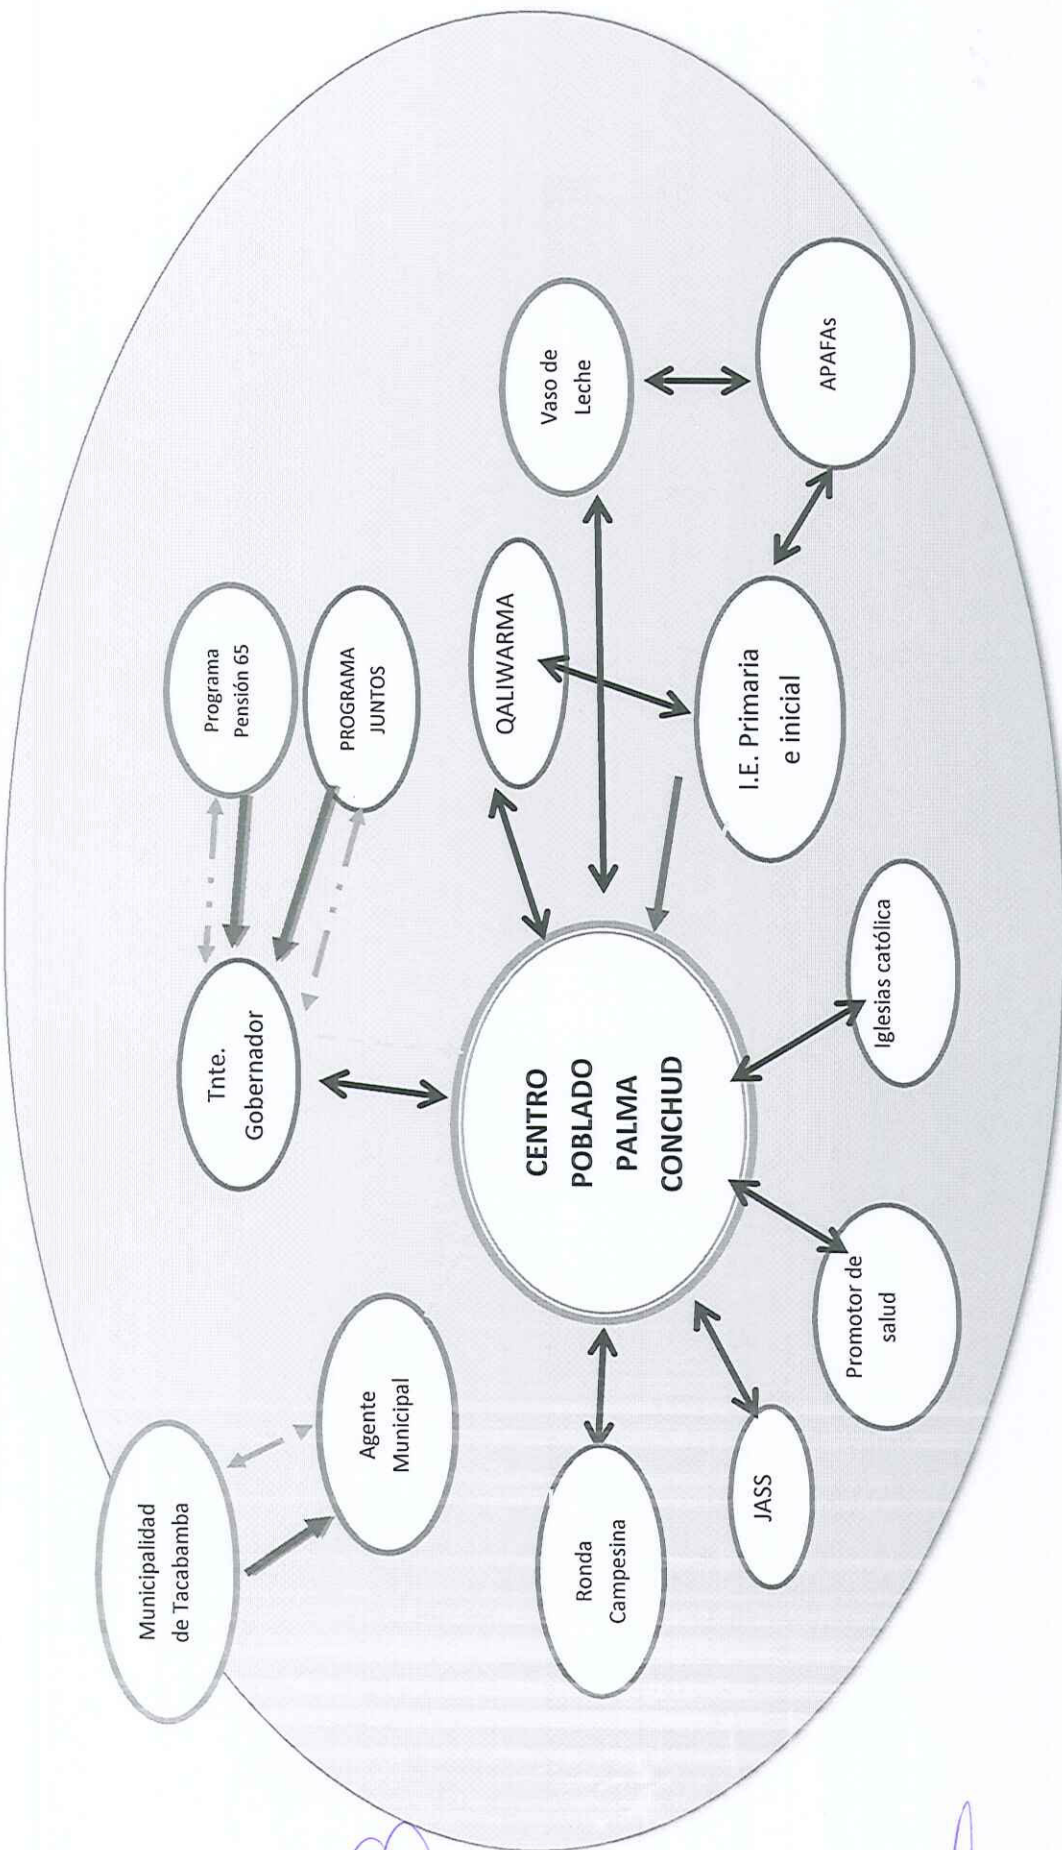 Municipalidad
de Tacabamba
Agente
Municipal
Tnte.
Gobernador
Programa
Pensión 65
PROGRAMA
JUNTOS
QALIWARMA
Vaso de
Leche
CENTRO
POBLADO
PALMA
CONCHUD
I.E. Primaria
e inicial
APAFAs
Ronda
Campesina
JASS
Promotor de
salud
Iglesias católica